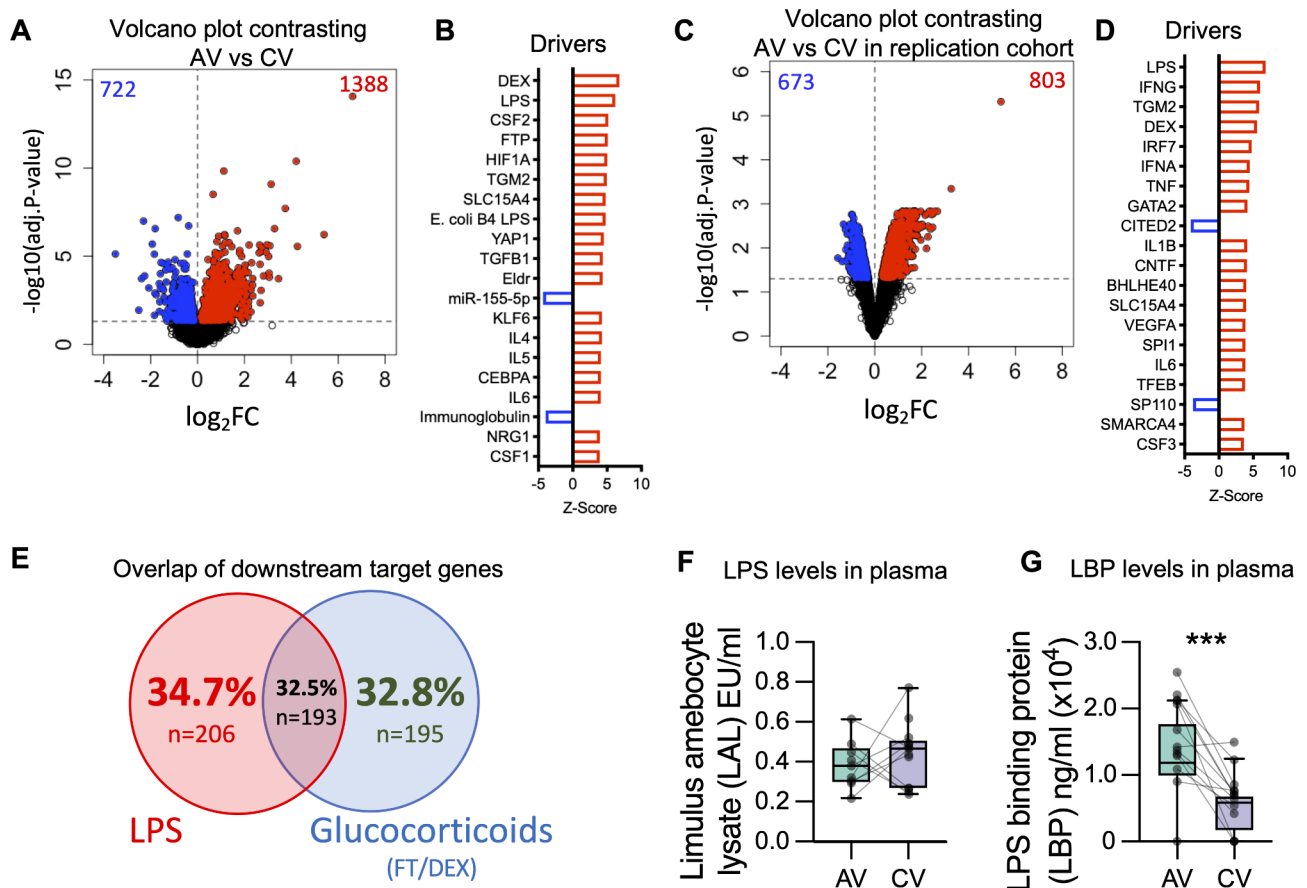 A
Volcano plot contrasting
AV vs CV
722
1388
-log10(adj.P-value)
15
10
5
0
-4
-2
0
2
4
6
8
log2FC
B
Drivers
DEX
LPS
CSF2
FTP
HIF1A
TGM2
SLC15A4
E. coli B4 LPS
YAP1
TGFB1
Eldr
miR-155-5p
KLF6
IL4
IL5
CEBPA
IL6
Immunoglobulin
NRG1
CSF1
-5
0
5
10
Z-Score
C
Volcano plot contrasting
AV vs CV in replication cohort
673
803
-log10(adj.P-value)
6
5
4
3
2
1
0
-4
-2
0
2
4
6
8
log₂FC
D
Drivers
LPS
IFNG
TGM2
DEX
IRF7
IFNA
TNF
GATA2
CITED2
IL1B
CNTF
BHLHE40
SLC15A4
VEGFA
SPI1
IL6
TFEB
SP110
SMARCA4
CSF3
-5
0
5
10
Z-Score
E
Overlap of downstream target genes
34.7%
n=206
32.5%
n=193
32.8%
n=195
LPS
Glucocorticoids
(FT/DEX)
F
LPS levels in plasma
Limulus amebocyte
lysate (LAL) EU/ml
1.0
0.8
0.6
0.4
0.2
0.0
AV
CV
G
LBP levels in plasma
LPS binding protein
(LBP) ng/ml (x10⁴)
***
3.0
2.0
1.0
0.0
AV
CV